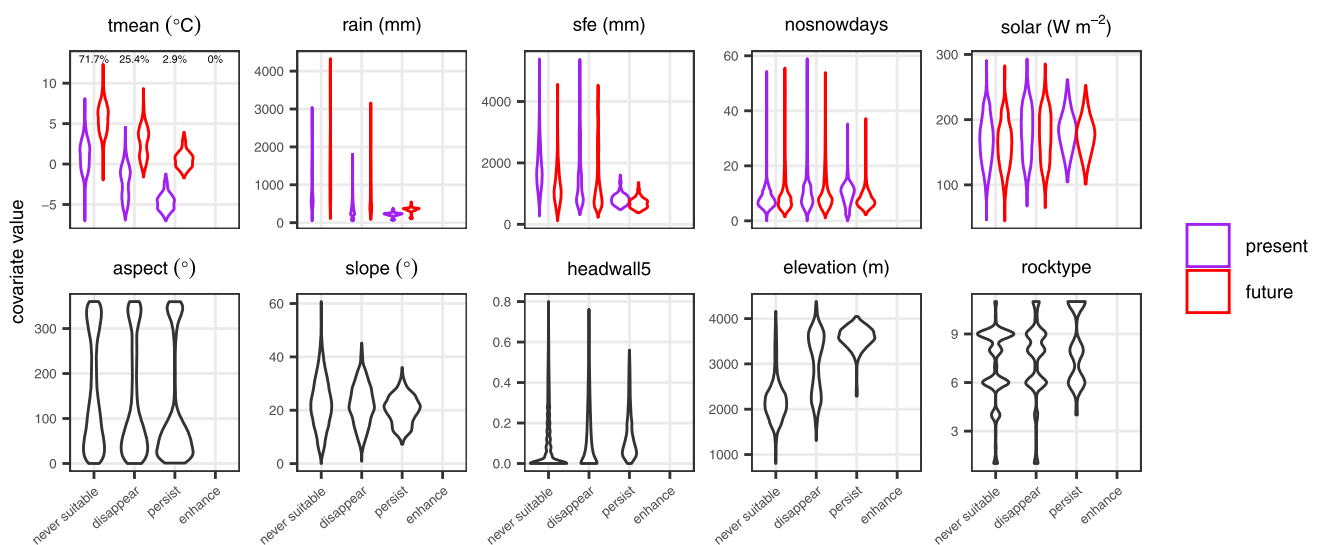 tmean (°C)
rain (mm)
sfe (mm)
nosnowdays
solar (W m⁻²)
71.7% 25.4% 2.9% 0%
10
5
0
−5
4000
3000
2000
1000
0
4000
2000
0
60
40
20
0
300
200
100
covariate value
aspect (°)
slope (°)
headwall5
elevation (m)
rocktype
300
200
100
0
60
40
20
0
0.8
0.6
0.4
0.2
0.0
4000
3000
2000
1000
9
6
3
never suitable
disappear
persist
enhance
never suitable
disappear
persist
enhance
never suitable
disappear
persist
enhance
never suitable
disappear
persist
enhance
never suitable
disappear
persist
enhance
present
future